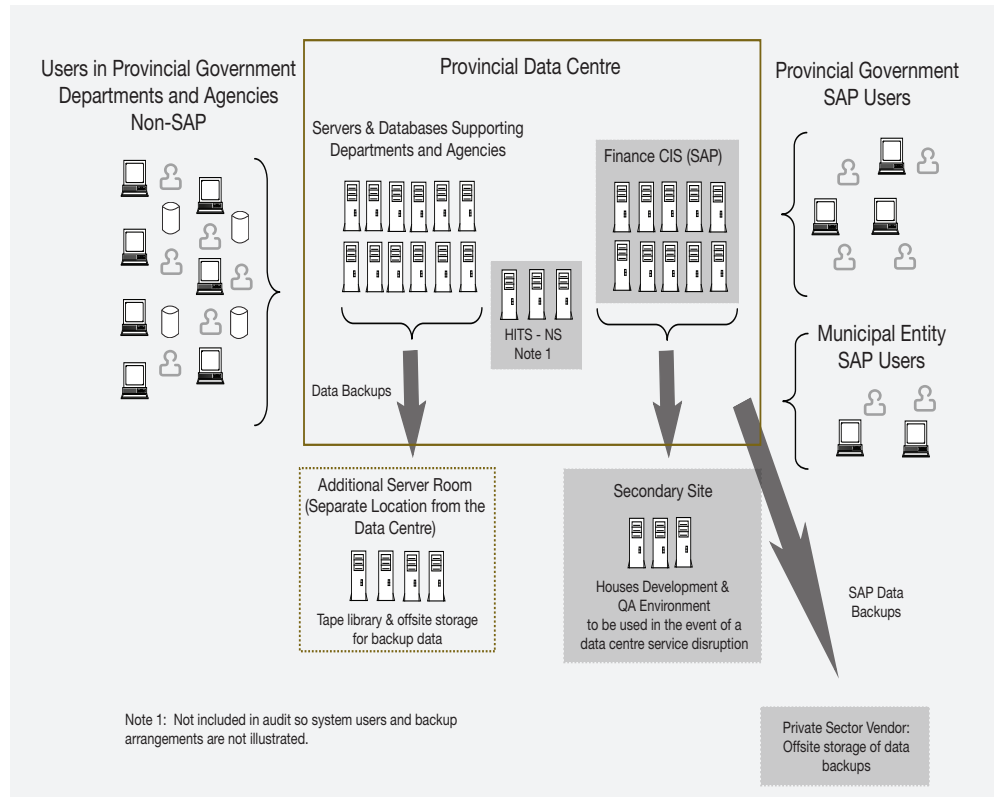 Users in Provincial Government
Departments and Agencies
Non-SAP
Provincial Data Centre
Servers & Databases Supporting
Departments and Agencies
Finance CIS (SAP)
HITS - NS
Note 1
Data Backups
Provincial Government
SAP Users
Municipal Entity
SAP Users
Additional Server Room
(Separate Location from the
Data Centre)
Tape library & offsite storage
for backup data
Secondary Site
Houses Development &
QA Environment
to be used in the event of a
data centre service disruption
SAP Data
Backups
Note 1: Not included in audit so system users and backup
arrangements are not illustrated.
Private Sector Vendor:
Offsite storage of data
backups